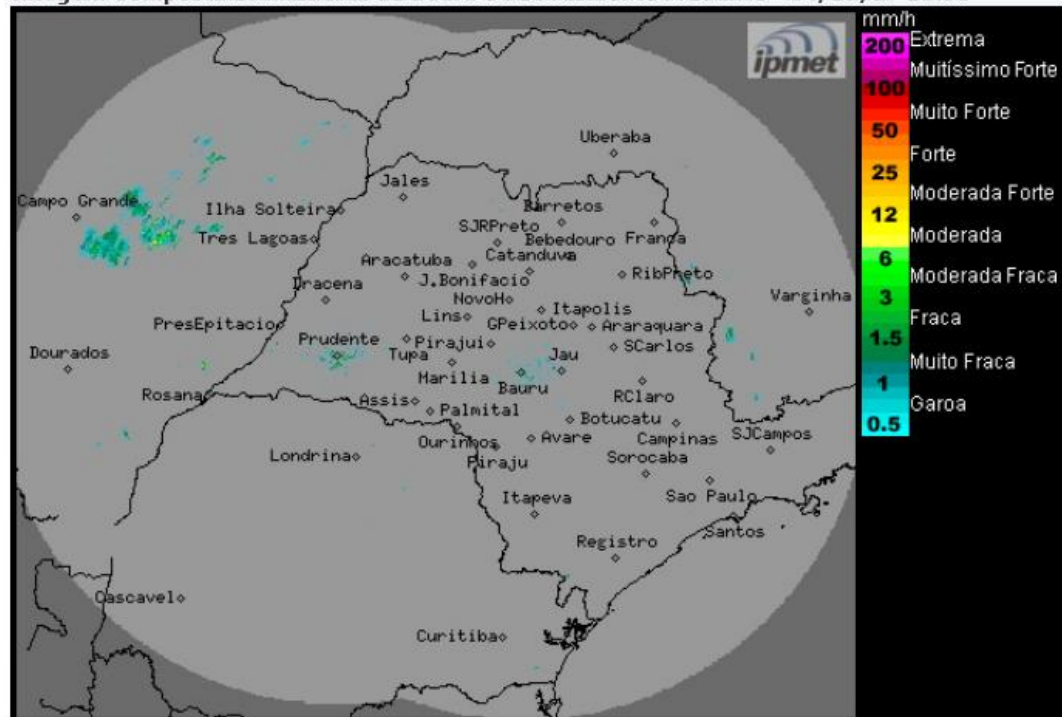 mm/h
200 Extrema
Muitíssimo Forte
100
Muito Forte
50
Forte
25
Moderada Forte
12
Moderada
6
Moderada Fraca
3
Fraca
1.5
Muito Fraca
1
Garoa
0.5
ipmet
Uberaba
Jales
Campo Grande
Ilha Solteira
Barretos
SJRPreto
Tres Lagoas
Bebedouro
Franca
Aracatuba
Catanduva
J.Bonifacio
RibPreto
Dracena
NovoH
Varginha
Lins
Itapolis
PresEpitacio
GPeixoto
Araraquara
Prudente
Pirajui
SCarlos
Dourados
Tupa
Jau
Marilia
Bauru
Rosana
Assis
RClaro
Palmital
Botucatu
Ourinhos
Avare
Campinas
SJCampos
Londrina
Piraju
Sorocaba
Itapeva
Sao Paulo
Santos
Registro
Cascavel
Curitiba